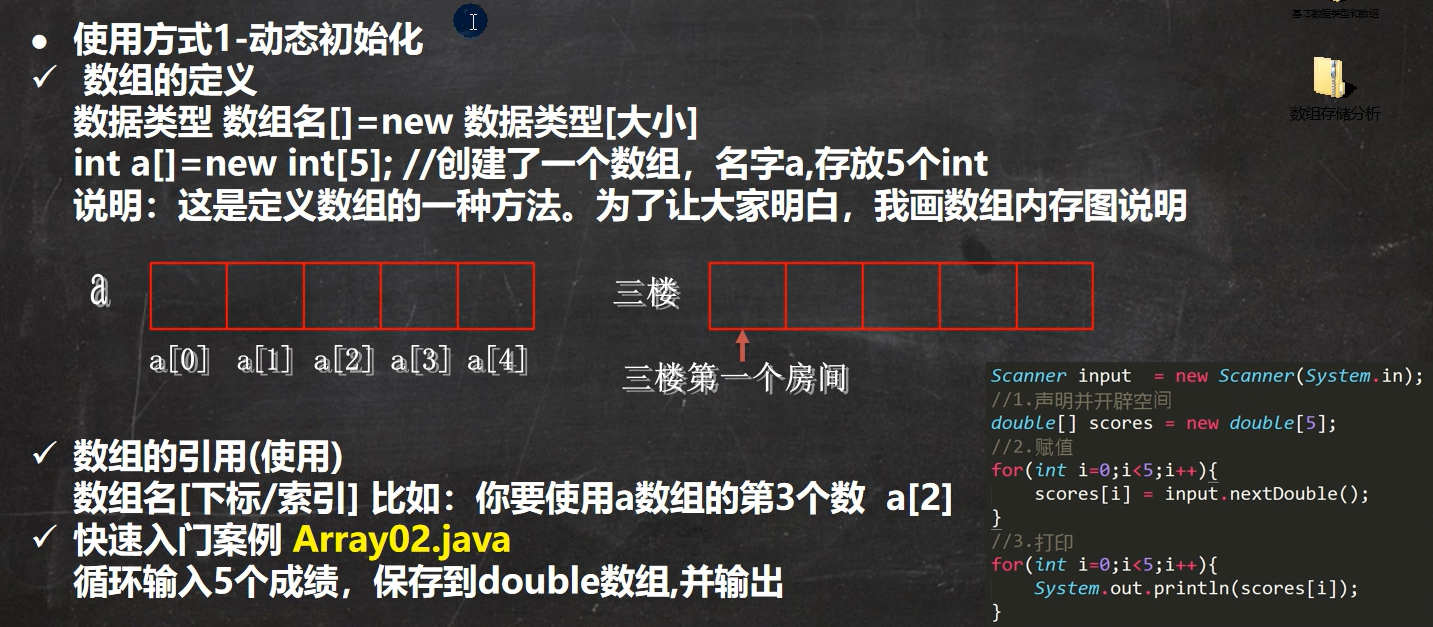 使用方式1-动态初始化
数组的定义
数据类型 数组名[]=new 数据类型[大小]
int a[]=new int[5]; //创建了一个数组，名字a,存放5个int
说明：这是定义数组的一种方法。为了让大家明白，我画数组内存图说明
a
a[0] a[1] a[2] a[3] a[4]
三楼
三楼第一个房间
数组的引用(使用)
数组名[下标/索引] 比如：你要使用a数组的第3个数 a[2]
快速入门案例 Array02.java
循环输入5个成绩，保存到double数组,并输出
Scanner input = new Scanner(System.in);
//1.声明并开辟空间
double[] scores = new double[5];
//2.赋值
for(int i=0;i<5;i++){
scores[i] = input.nextDouble();
}
//3.打印
for(int i=0;i<5;i++){
System.out.println(scores[i]);
}
基本数据类型和数组
数组存储分析